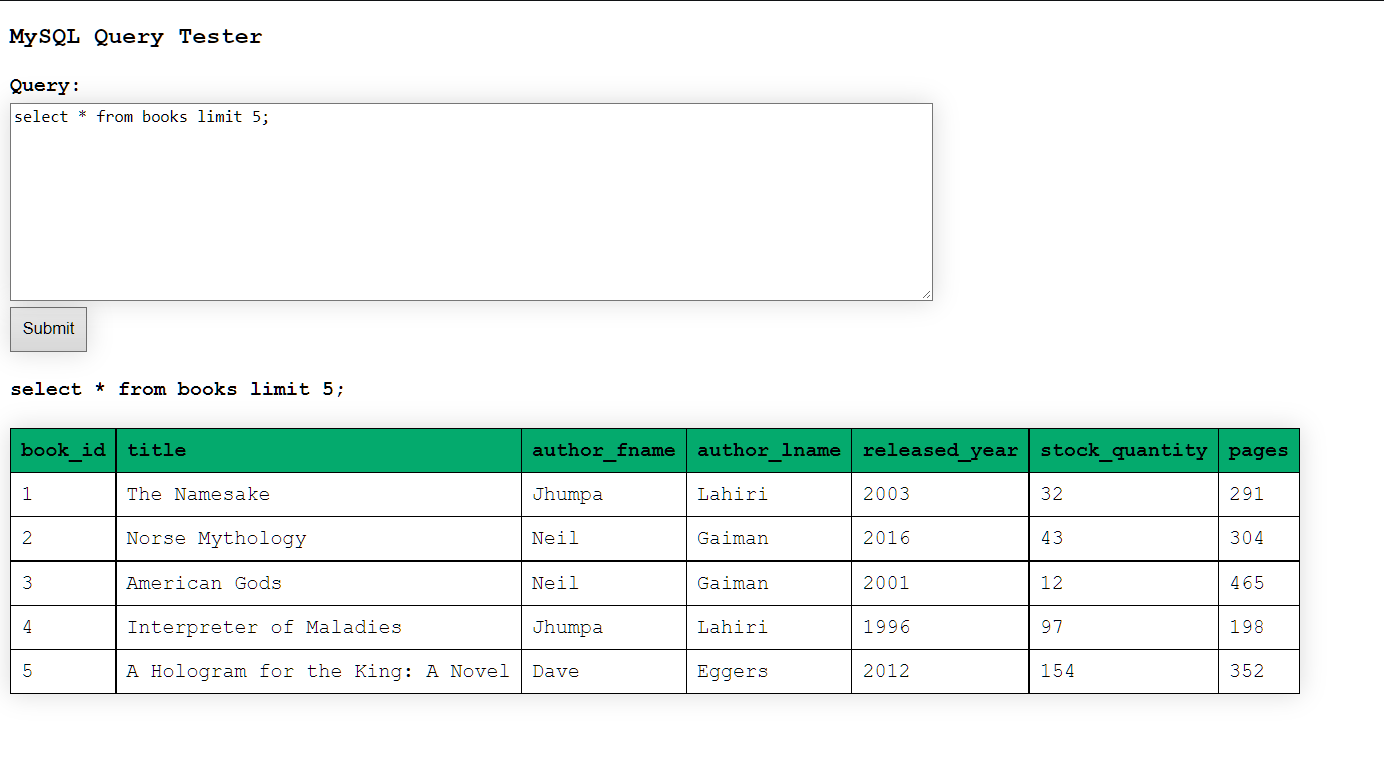 MySQL Query Tester
Query:
select * from books limit 5;
Submit
select * from books limit 5;
book_id title author_fname author_lname released_year stock_quantity pages
1 The Namesake Jhumpa Lahiri 2003 32 291
2 Norse Mythology Neil Gaiman 2016 43 304
3 American Gods Neil Gaiman 2001 12 465
4 Interpreter of Maladies Jhumpa Lahiri 1996 97 198
5 A Hologram for the King: A Novel Dave Eggers 2012 154 352